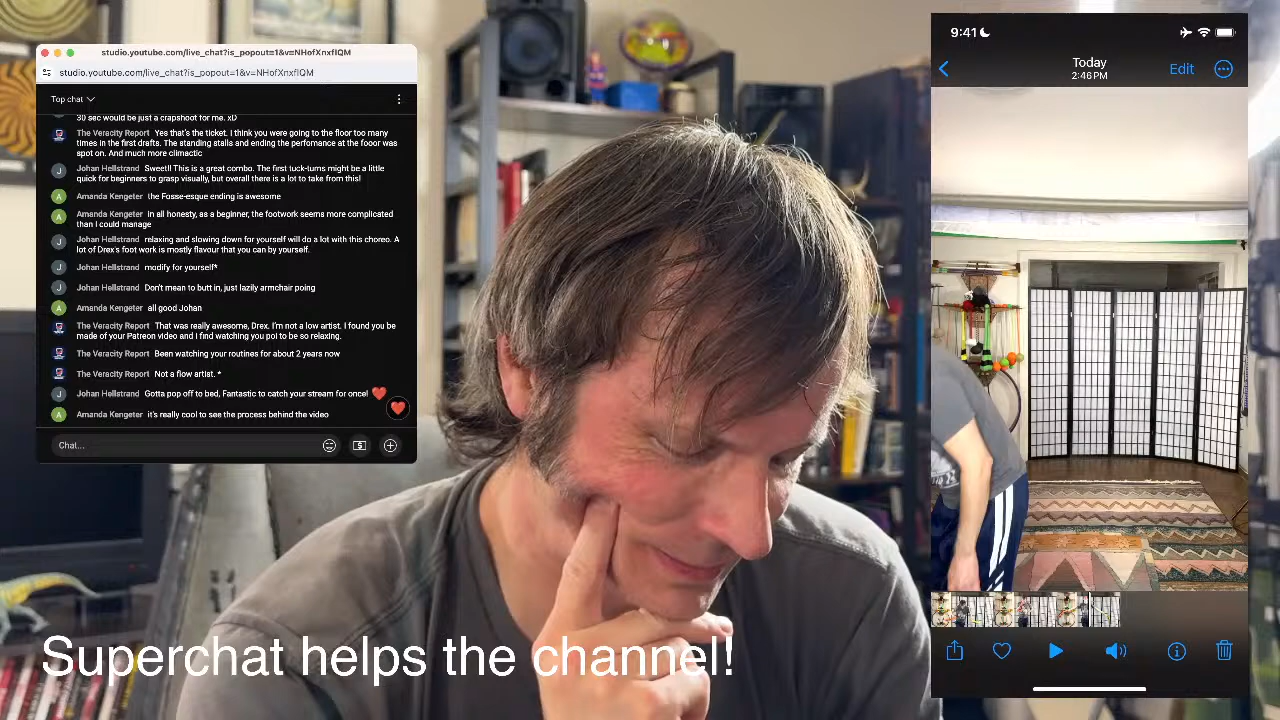 studio.youtube.com/live_chat?is_popout=1&v=NHofXnxflQM
studio.youtube.com/live_chat?is_popout=1&v=NHofXnxflQM
Top chat
30 sec would be just a crapshoot for me. xD
The Veracity Report Yes that's the ticket. I think you were going to the floor too many
times in the first drafts. The standing stalls and ending the perfomance at the fooor was
spot on. And much more climactic
Johan Hellstrand Sweet!! This is a great combo. The first tuck-turns might be a little
quick for beginners to grasp visually, but overall there is a lot to take from this!
Amanda Kengeter the Fosse-esque ending is awesome
Amanda Kengeter in all honesty, as a beginner, the footwork seems more complicated
than I could manage
Johan Hellstrand relaxing and slowing down for yourself will do a lot with this choreo. A
lot of Drex's foot work is mostly flavour that you can by yourself.
Johan Hellstrand modify for yourself*
Johan Hellstrand Don't mean to butt in, just lazily armchair poing
Amanda Kengeter all good Johan
The Veracity Report That was really awesome, Drex. I'm not a low artist. I found you be
made of your Patreon video and I find watching you just to be so relaxing.
The Veracity Report Been watching your routines for about 2 years now
The Veracity Report Not a flow artist. *
Johan Hellstrand Gotta pop off to bed, Fantastic to catch your stream for once!
Amanda Kengeter it's really cool to see the process behind the video
Chat...
Superchat helps the channel!
9:41
Today
2:46 PM
Edit